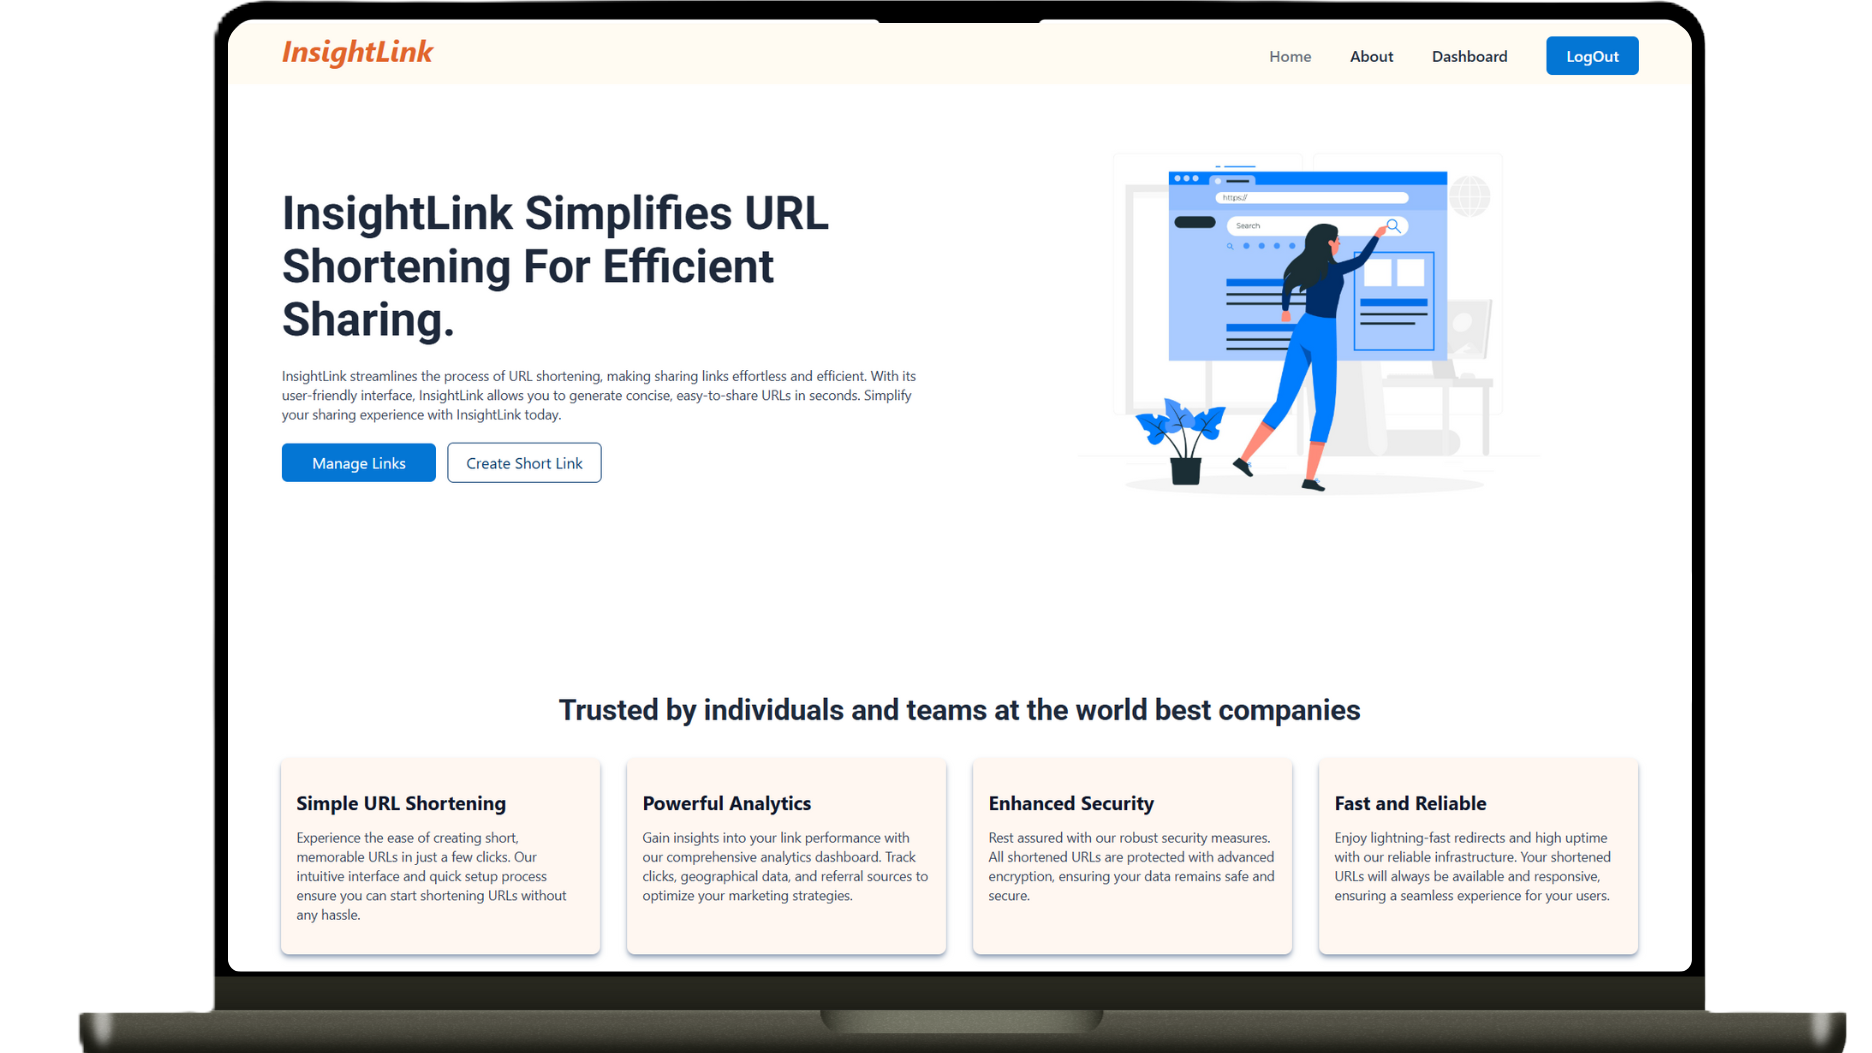 InsightLink
Home About Dashboard LogOut
InsightLink Simplifies URL
Shortening For Efficient
Sharing.
InsightLink streamlines the process of URL shortening, making sharing links effortless and efficient. With its
user-friendly interface, InsightLink allows you to generate concise, easy-to-share URLs in seconds. Simplify
your sharing experience with InsightLink today.
Manage Links Create Short Link
https://
Search
Trusted by individuals and teams at the world best companies
Simple URL Shortening
Experience the ease of creating short,
memorable URLs in just a few clicks. Our
intuitive interface and quick setup process
ensure you can start shortening URLs without
any hassle.
Powerful Analytics
Gain insights into your link performance with
our comprehensive analytics dashboard. Track
clicks, geographical data, and referral sources to
optimize your marketing strategies.
Enhanced Security
Rest assured with our robust security measures.
All shortened URLs are protected with advanced
encryption, ensuring your data remains safe and
secure.
Fast and Reliable
Enjoy lightning-fast redirects and high uptime
with our reliable infrastructure. Your shortened
URLs will always be available and responsive,
ensuring a seamless experience for your users.